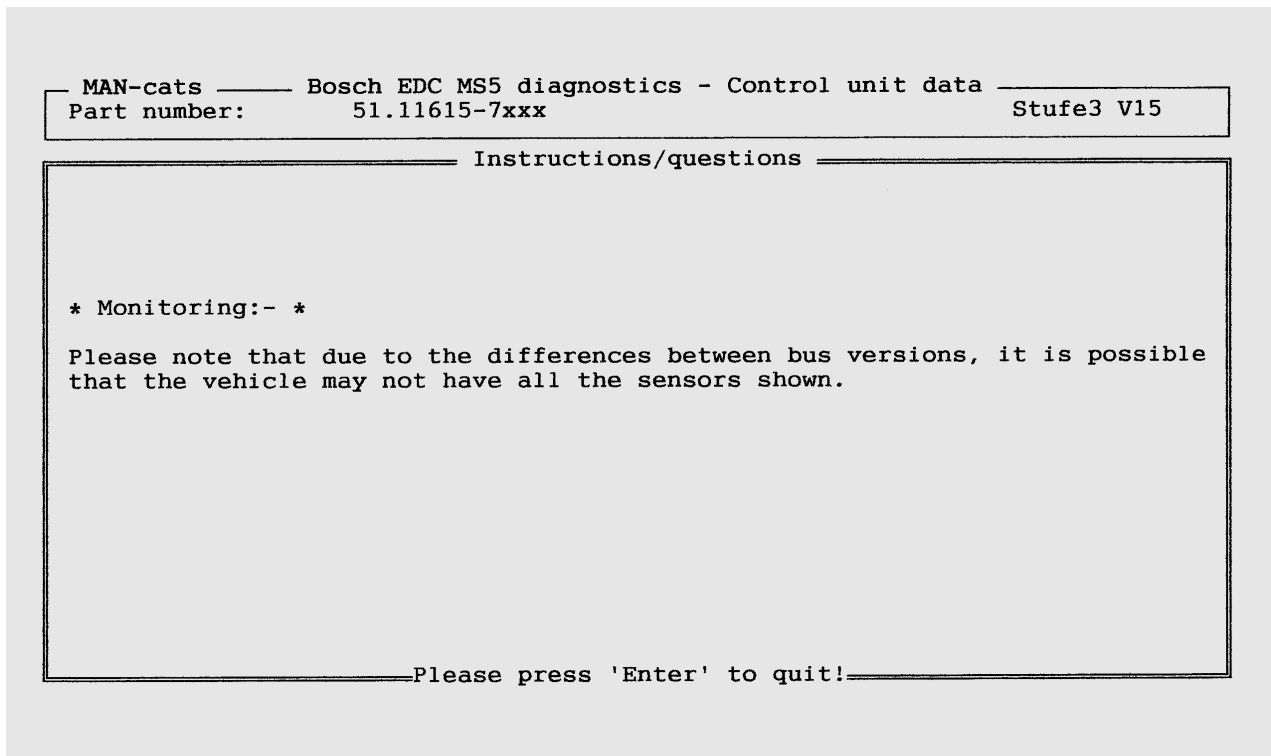 MAN-cats Bosch EDC MS5 diagnostics - Control unit data
Part number: 51.11615-7xxx Stufe3 V15
Instructions/questions
* Monitoring:- *
Please note that due to the differences between bus versions, it is possible
that the vehicle may not have all the sensors shown.
Please press 'Enter' to quit!